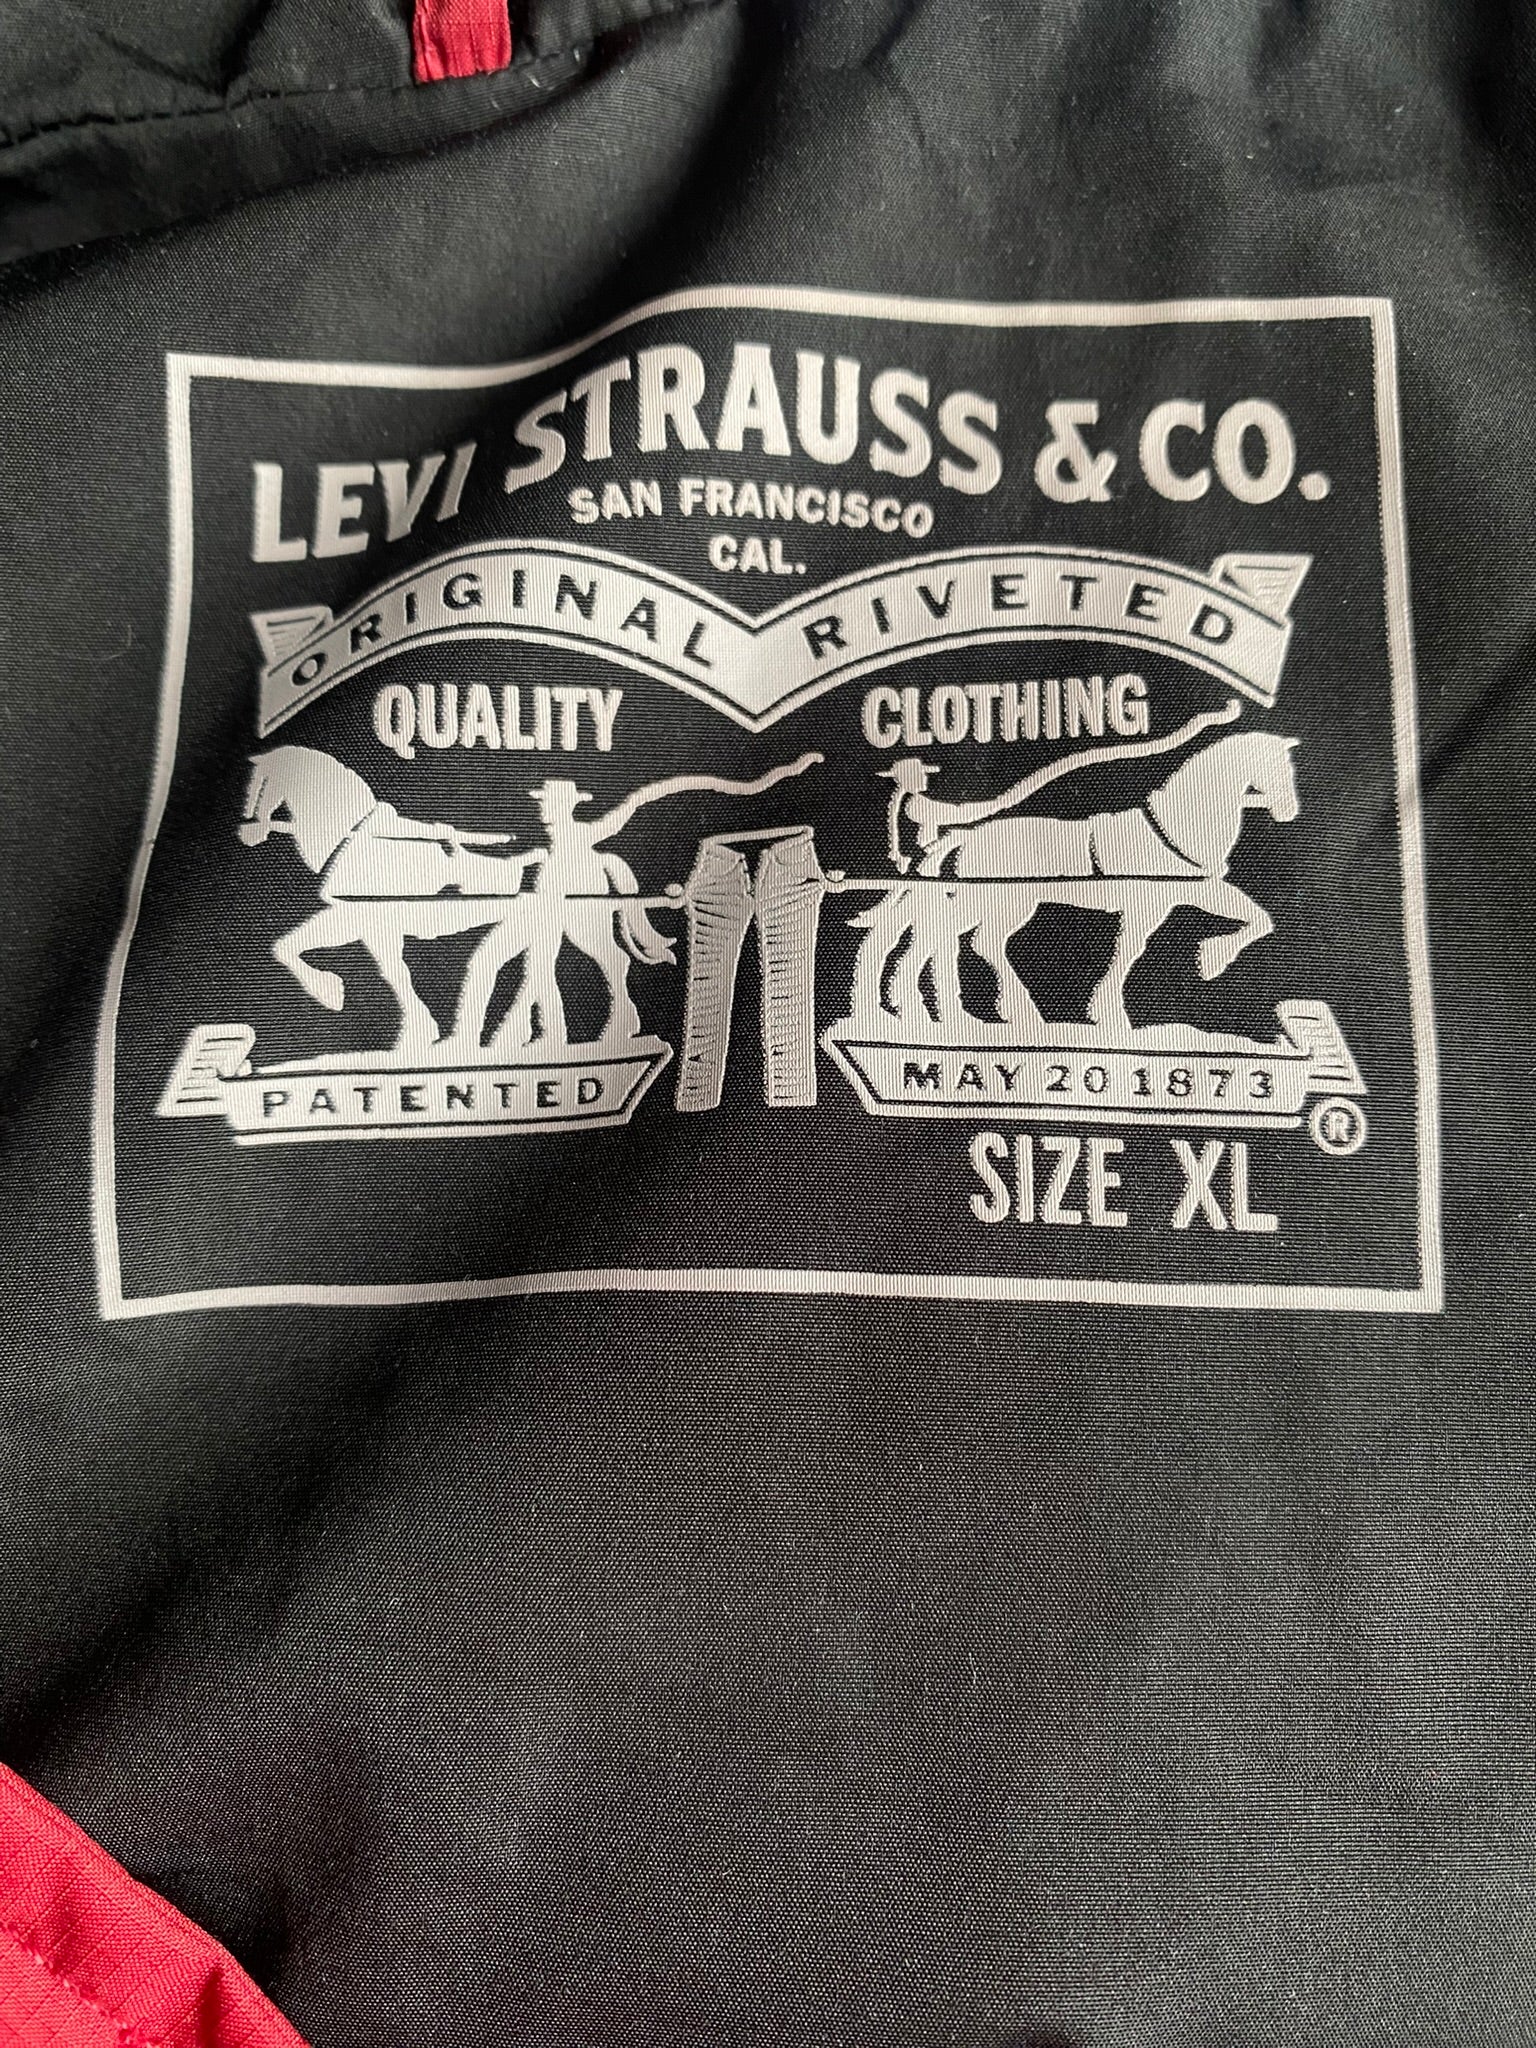 LEVI STRAUSS & CO.
SAN FRANCISCO
CAL.
ORIGINAL RIVETED
QUALITY CLOTHING
PATENTED MAY 20 1873
®
SIZE XL